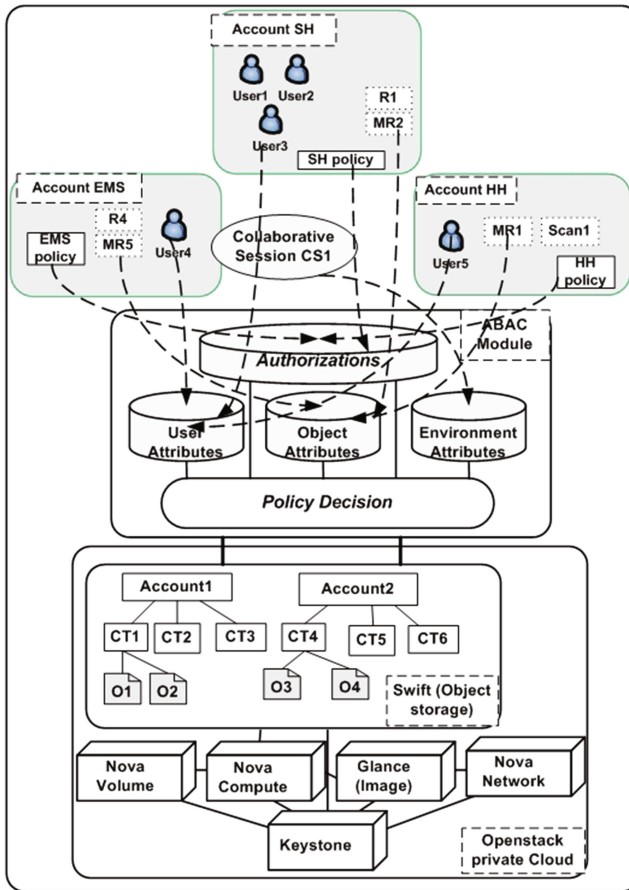 Account SH
User1
User2
User3
R1
MR2
SH policy
Account EMS
R4
MR5
EMS
policy
User4
Collaborative
Session CS1
Account HH
User5
MR1
Scan1
HH
policy
ABAC
Module
Authorizations
User
Attributes
Object
Attributes
Environment
Attributes
Policy Decision
Account1
Account2
CT1
CT2
CT3
CT4
CT5
CT6
O1
O2
O3
O4
Swift (Object
storage)
Nova
Volume
Nova
Compute
Glance
(Image)
Nova
Network
Keystone
Openstack
private Cloud